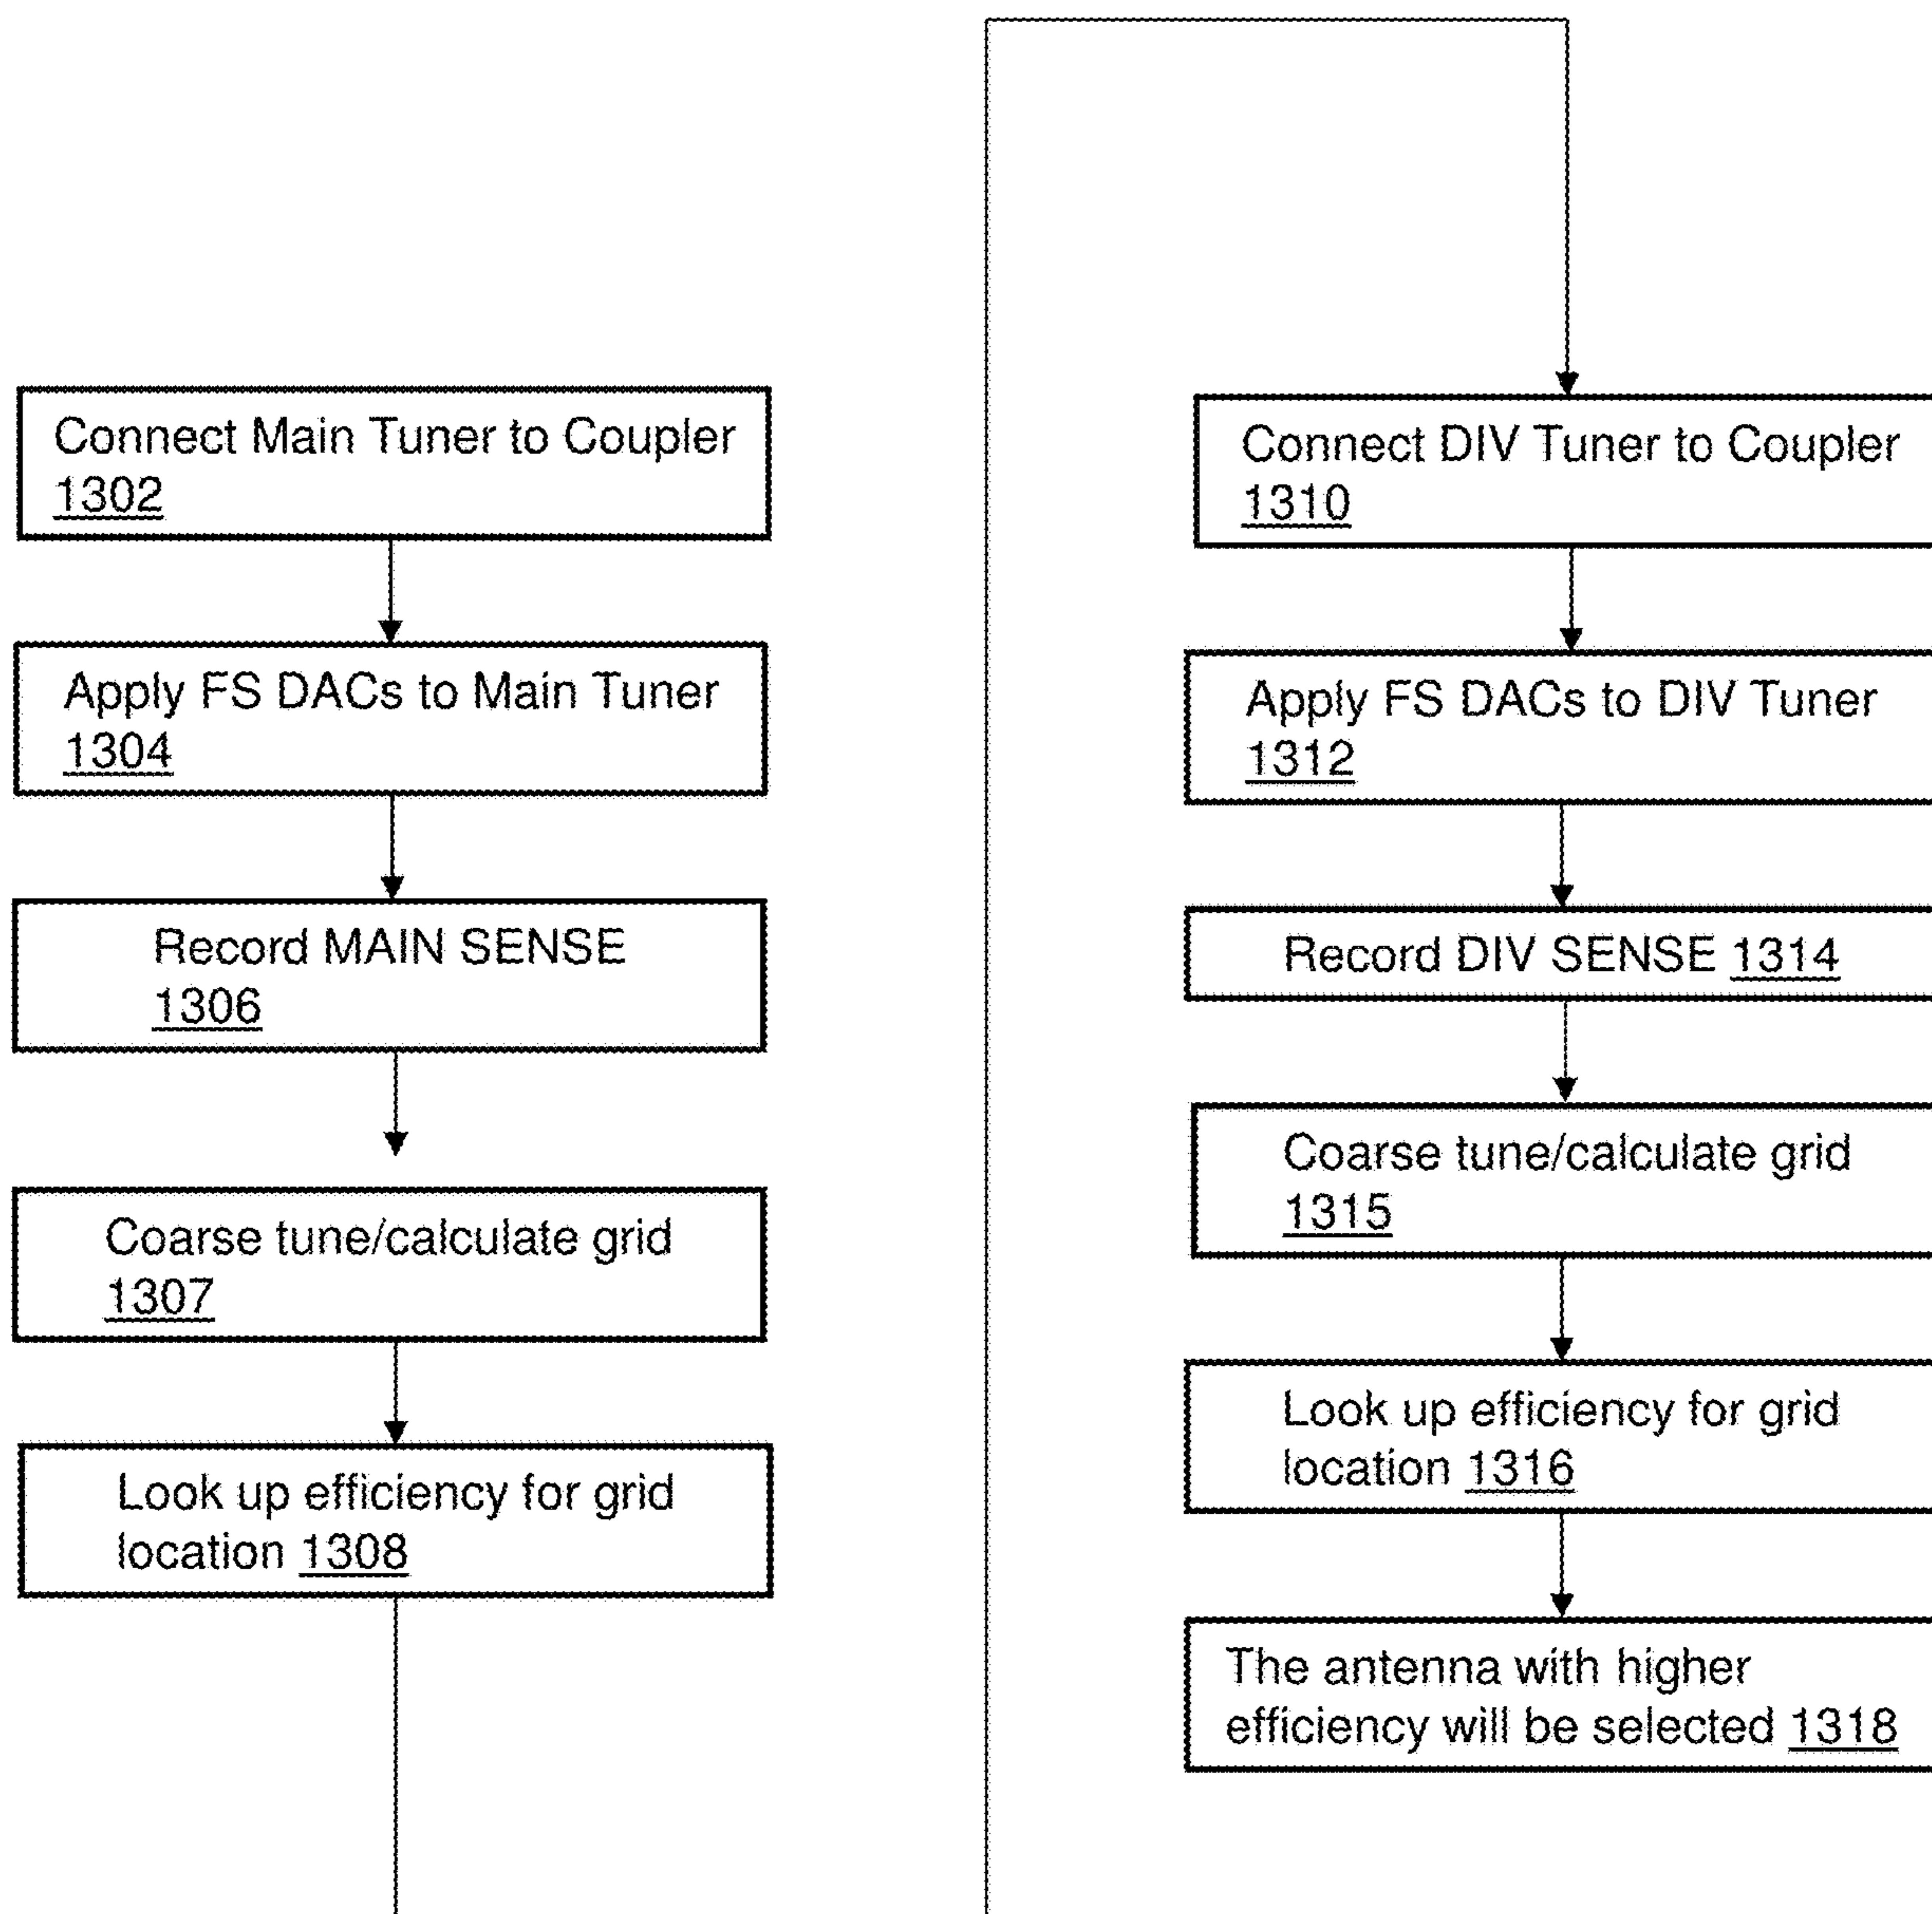 Connect Main Tuner to Coupler
1302
Apply FS DACs to Main Tuner
1304
Record MAIN SENSE
1306
Coarse tune/calculate grid
1307
Look up efficiency for grid
location 1308
Connect DIV Tuner to Coupler
1310
Apply FS DACs to DIV Tuner
1312
Record DIV SENSE 1314
Coarse tune/calculate grid
1315
Look up efficiency for grid
location 1316
The antenna with higher
efficiency will be selected 1318